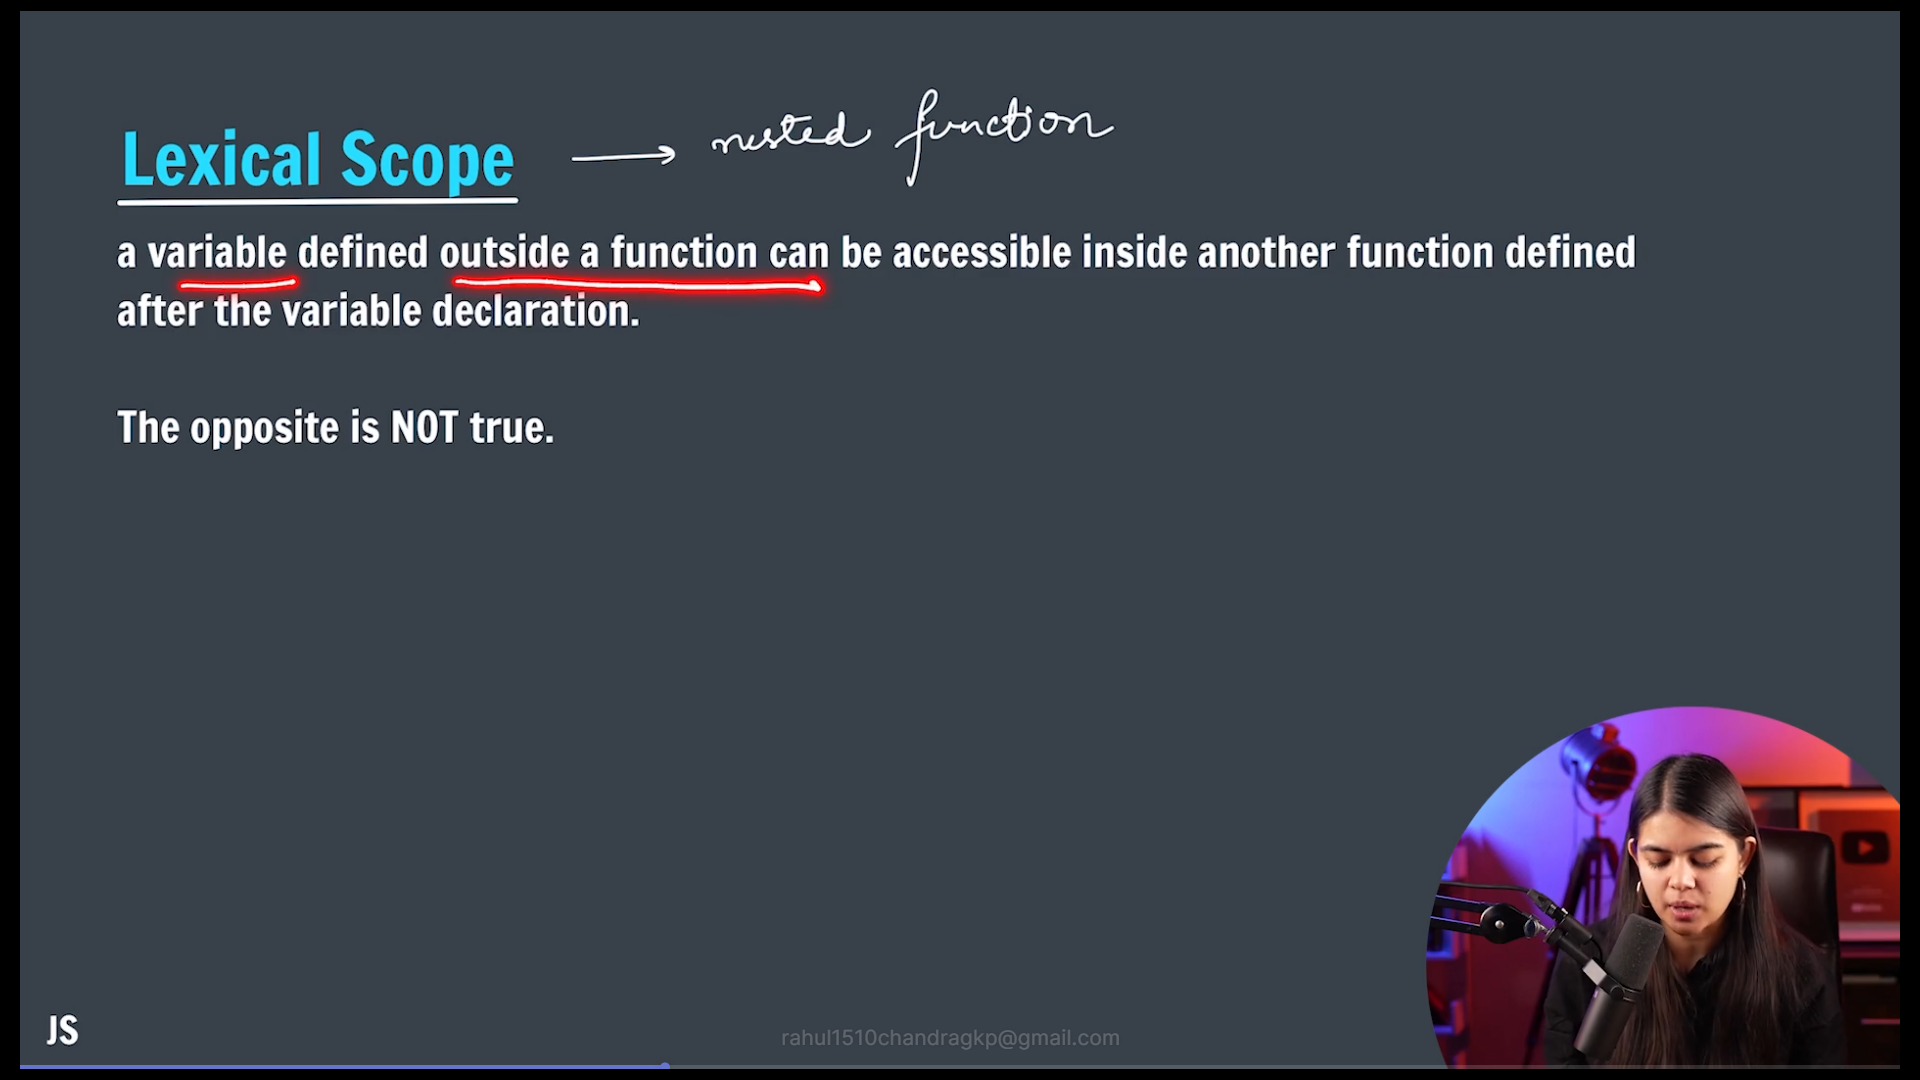 Lexical Scope → nested function
a variable defined outside a function can be accessible inside another function defined
after the variable declaration.
The opposite is NOT true.
JS
rahul1510chandragkp@gmail.com